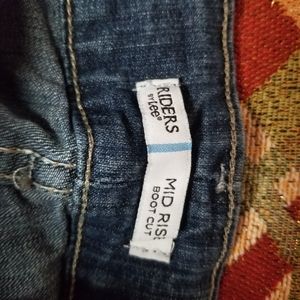 RIDERS
BY Lee®
MID RISE
BOOT CUT